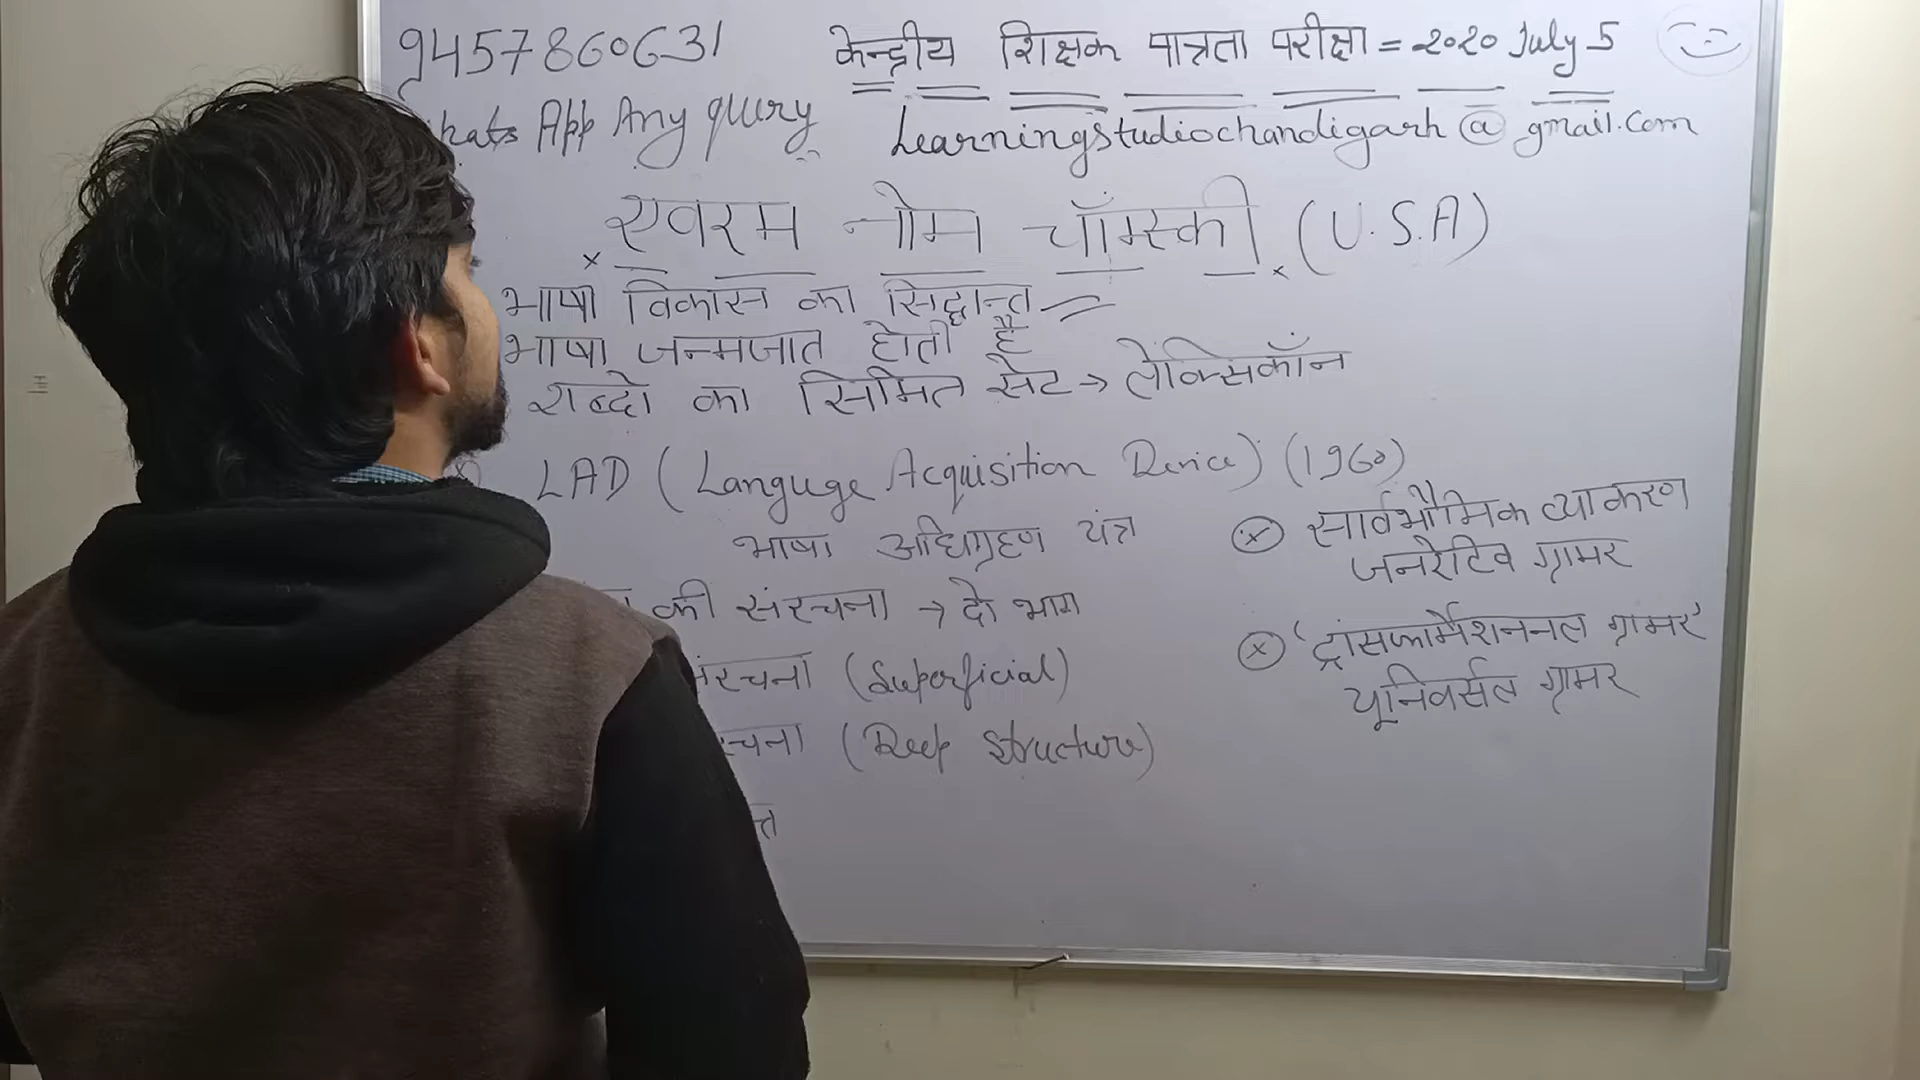 9457860631 केन्द्रीय शिक्षक पात्रता परीक्षा = 2020 July 5
App Any query Learningstudiochandigarh@gmail.com
एवरम नोम चॉम्स्की (U.S.A)
भाषा विकास का सिद्धान्त
भाषा जन्मजात होती है
शब्दो का सिमित सेट → लेक्सिकॉन
LAD (Languge Acquisition Device) (1960)
भाषा अधिग्रहण यंत्र
सार्वभौमिक व्याकरण
जनरेटिव ग्रामर
की संरचना → दो भाग
'ट्रांसफार्मेशननल ग्रामर'
यूनिवर्सल ग्रामर
संरचना (Superficial)
(Deep Structure)